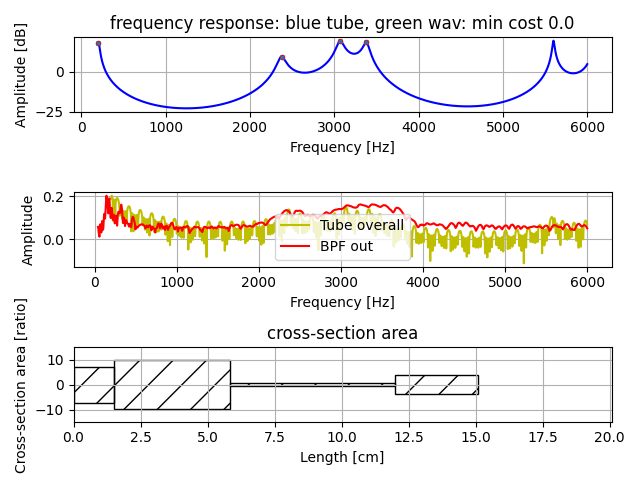 frequency response: blue tube, green wav: min cost 0.0
Amplitude [dB]
0
−25
0 1000 2000 3000 4000 5000 6000
Frequency [Hz]
Amplitude
0.2
0.0
Tube overall
BPF out
0 1000 2000 3000 4000 5000 6000
Frequency [Hz]
cross-section area
Cross-section area [ratio]
10
0
−10
0.0 2.5 5.0 7.5 10.0 12.5 15.0 17.5 20.0
Length [cm]